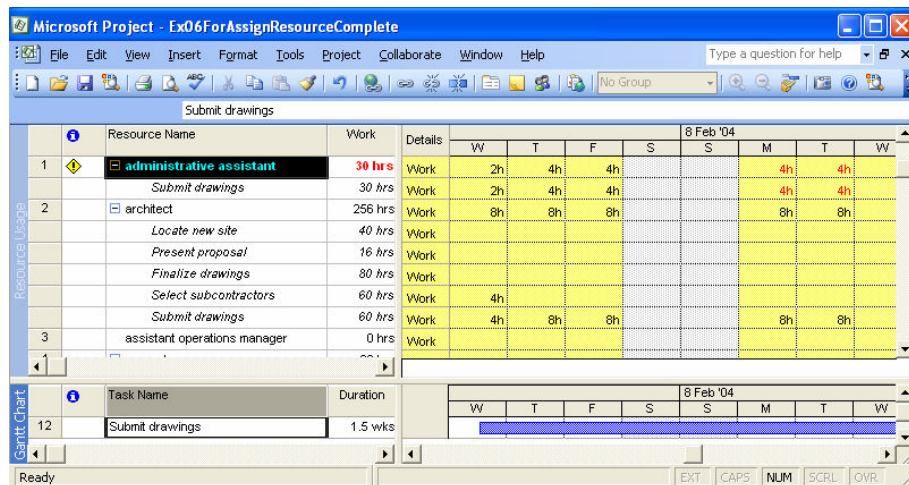 Microsoft Project - Ex06ForAssignResourceComplete
File Edit View Insert Format Tools Project Collaborate Window Help Type a question for help
No Group
Submit drawings
Resource Name Work Details 8 Feb '04
W T F S S M T W
1 administrative assistant 30 hrs Work 2h 4h 4h 4h 4h
Submit drawings 30 hrs Work 2h 4h 4h 4h 4h
2 architect 256 hrs Work 8h 8h 8h 8h 8h
Locate new site 40 hrs Work
Present proposal 16 hrs Work
Finalize drawings 80 hrs Work
Select subcontractors 60 hrs Work 4h
Submit drawings 60 hrs Work 4h 8h 8h 8h 8h
3 assistant operations manager 0 hrs Work
Resource Usage
Task Name Duration 8 Feb '04
W T F S S M T W
12 Submit drawings 1.5 wks
Gantt Chart
Ready EXT CAPS NUM SCRL OVR